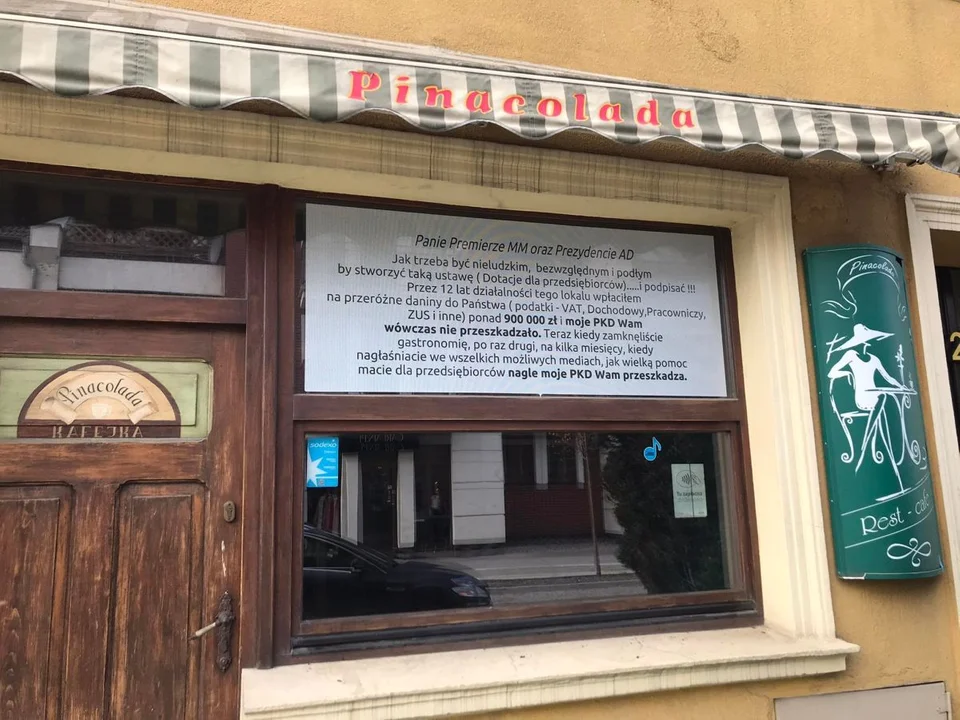 Pinacolada
Panie Premierze MM oraz Prezydencie AD
Jak trzeba być nieludzkim, bezwzględnym i podłym
by stworzyć taką ustawę ( Dotacje dla przedsiębiorców).....i podpisać !!!
Przez 12 lat działalności tego lokalu wpłaciłem
na przeróżne daniny do Państwa ( podatki - VAT, Dochodowy,Pracowniczy,
ZUS i inne) ponad 900 000 zł i moje PKD Wam
wówczas nie przeszkadzało. Teraz kiedy zamknęliście
gastronomię, po raz drugi, na kilka miesięcy, kiedy
nagłaśniacie we wszelkich możliwych mediach, jak wielką pomoc
macie dla przedsiębiorców nagle moje PKD Wam przeszkadza.
Pinacolada
KAFEJKA
sodexo
Pinacolada
Rest - cafe
2